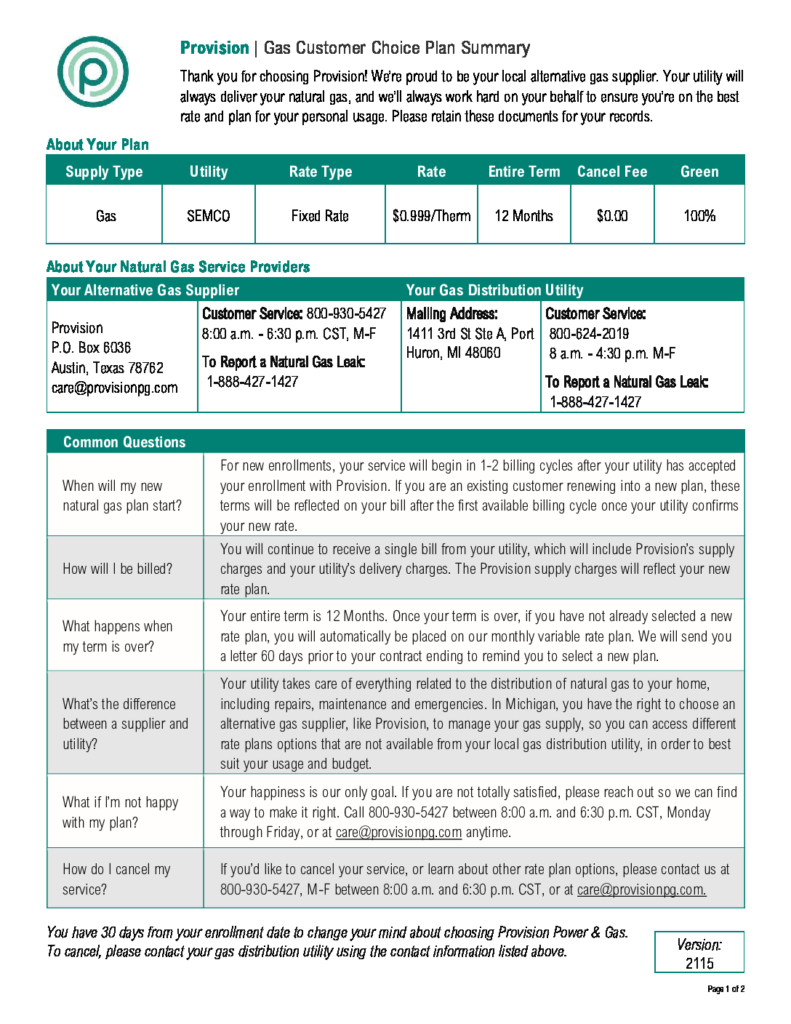 Provision | Gas Customer Choice Plan Summary
Thank you for choosing Provision! We're proud to be your local alternative gas supplier. Your utility will
always deliver your natural gas, and we'll always work hard on your behalf to ensure you're on the best
rate and plan for your personal usage. Please retain these documents for your records.
About Your Plan
Supply Type Utility Rate Type Rate Entire Term Cancel Fee Green
Gas SEMCO Fixed Rate $0.999/Therm 12 Months $0.00 100%
About Your Natural Gas Service Providers
Your Alternative Gas Supplier
Provision
P.O. Box 6036
Austin, Texas 78762
care@provisionpg.com
Customer Service: 800-930-5427
8:00 a.m. - 6:30 p.m. CST, M-F
To Report a Natural Gas Leak:
1-888-427-1427
Your Gas Distribution Utility
Mailing Address:
1411 3rd St Ste A, Port
Huron, MI 48060
Customer Service:
800-624-2019
8 a.m. - 4:30 p.m. M-F
To Report a Natural Gas Leak:
1-888-427-1427
Common Questions
When will my new
natural gas plan start?
For new enrollments, your service will begin in 1-2 billing cycles after your utility has accepted
your enrollment with Provision. If you are an existing customer renewing into a new plan, these
terms will be reflected on your bill after the first available billing cycle once your utility confirms
your new rate.
How will I be billed?
You will continue to receive a single bill from your utility, which will include Provision's supply
charges and your utility's delivery charges. The Provision supply charges will reflect your new
rate plan.
What happens when
my term is over?
Your entire term is 12 Months. Once your term is over, if you have not already selected a new
rate plan, you will automatically be placed on our monthly variable rate plan. We will send you
a letter 60 days prior to your contract ending to remind you to select a new plan.
What's the difference
between a supplier and
utility?
Your utility takes care of everything related to the distribution of natural gas to your home,
including repairs, maintenance and emergencies. In Michigan, you have the right to choose an
alternative gas supplier, like Provision, to manage your gas supply, so you can access different
rate plans options that are not available from your local gas distribution utility, in order to best
suit your usage and budget.
What if I'm not happy
with my plan?
Your happiness is our only goal. If you are not totally satisfied, please reach out so we can find
a way to make it right. Call 800-930-5427 between 8:00 a.m. and 6:30 p.m. CST, Monday
through Friday, or at care@provisionpg.com anytime.
How do I cancel my
service?
If you'd like to cancel your service, or learn about other rate plan options, please contact us at
800-930-5427, M-F between 8:00 a.m. and 6:30 p.m. CST, or at care@provisionpg.com.
You have 30 days from your enrollment date to change your mind about choosing Provision Power & Gas.
To cancel, please contact your gas distribution utility using the contact information listed above.
Version:
2115
Page 1 of 2